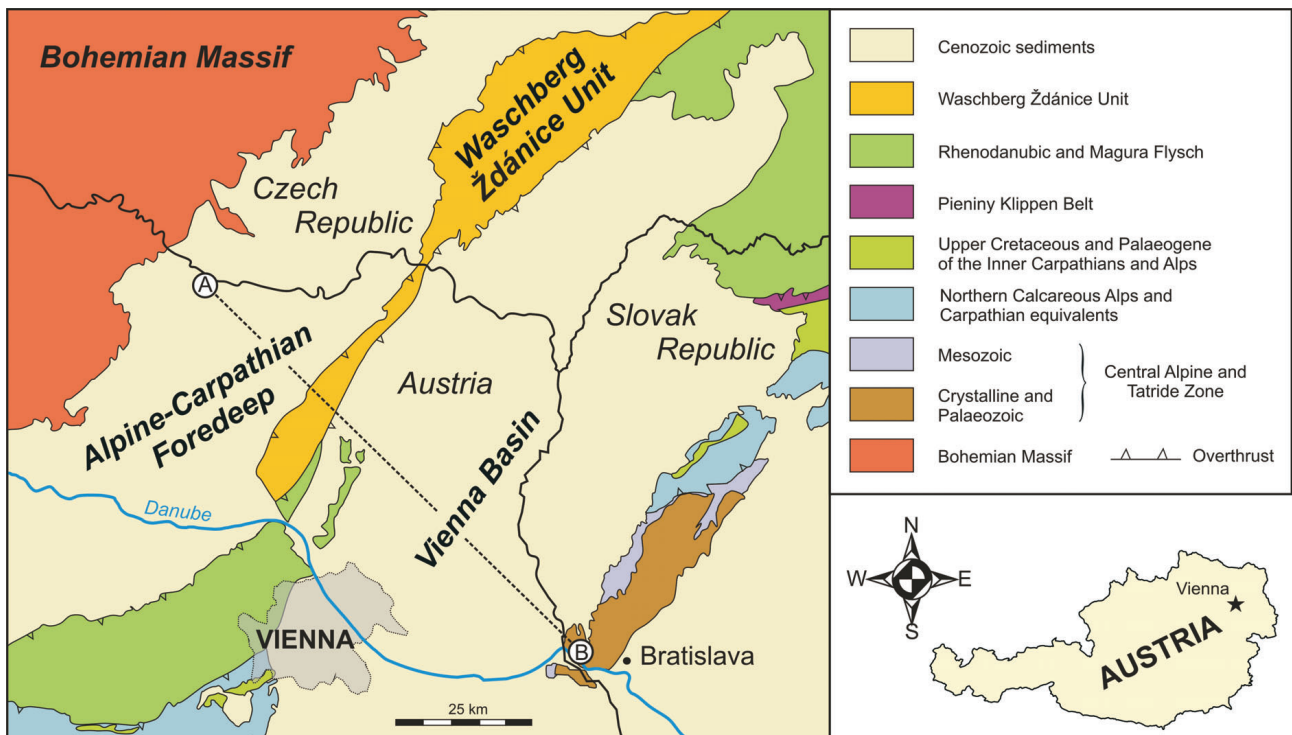 Bohemian Massif
Waschberg
Ždánice Unit
Czech
Republic
A
Slovak
Republic
Alpine-Carpathian
Foredeep
Austria
Vienna Basin
Danube
VIENNA
B
Bratislava
25 km
Cenozoic sediments
Waschberg Ždánice Unit
Rhenodanubic and Magura Flysch
Pieniny Klippen Belt
Upper Cretaceous and Palaeogene
of the Inner Carpathians and Alps
Northern Calcareous Alps and
Carpathian equivalents
Mesozoic
Crystalline and
Palaeozoic
Central Alpine and
Tatride Zone
Bohemian Massif
Overthrust
N
W
E
S
Vienna
AUSTRIA